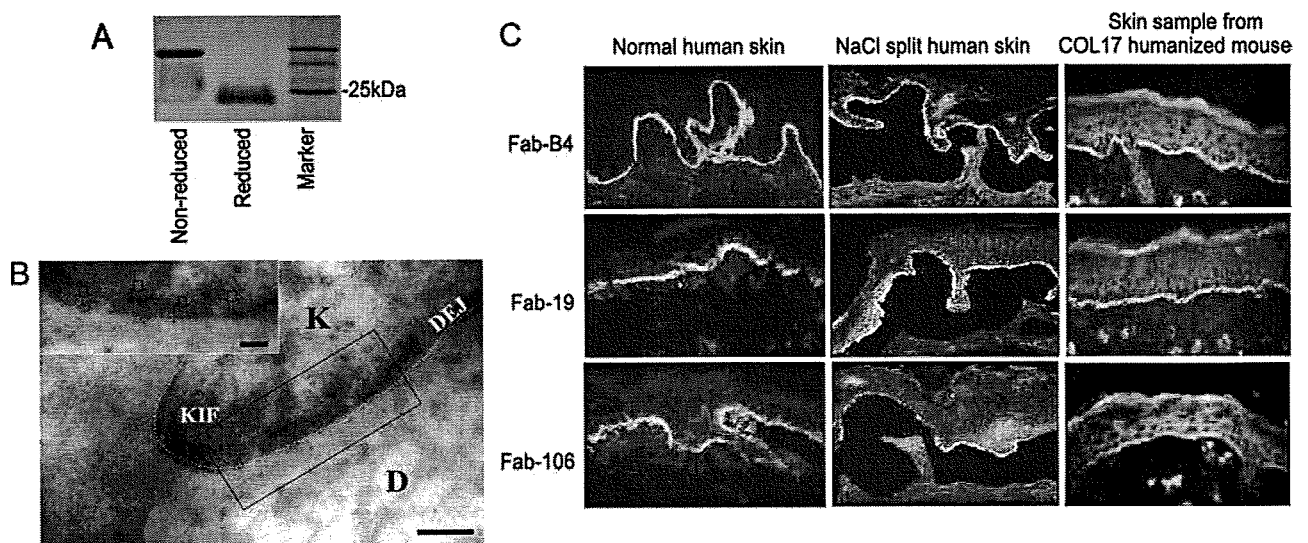 A
-25kDa
Non-reduced
Reduced
Marker
B
K
DEJ
KIF
D
C
Normal human skin
NaCl split human skin
Skin sample from
COL17 humanized mouse
Fab-B4
Fab-19
Fab-106